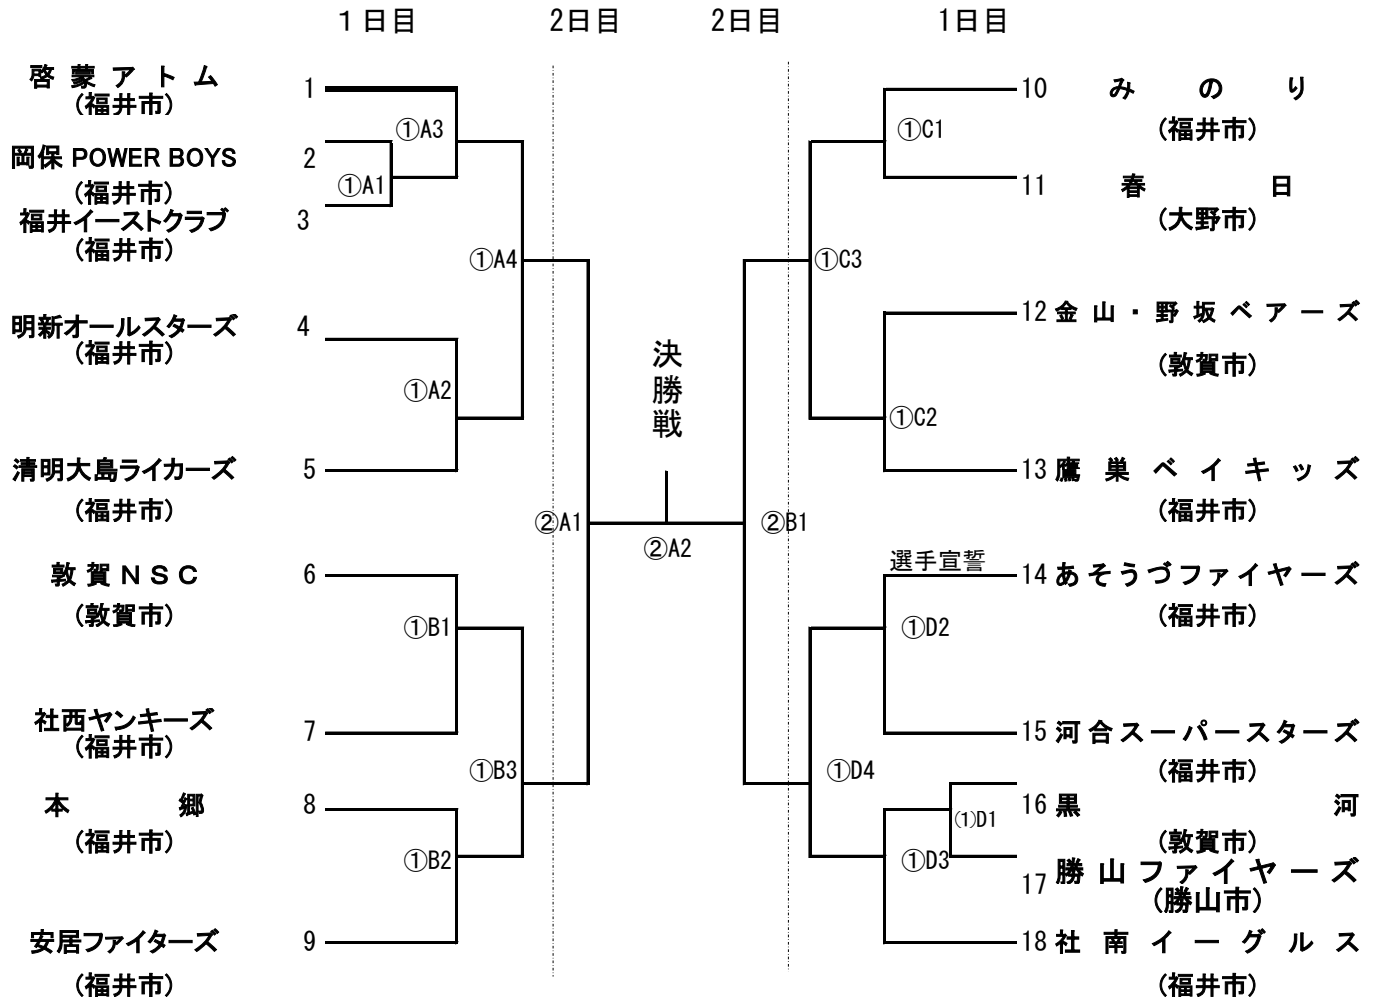 １日目 2日目 2日目 1日目
啓蒙アトム 1
(福井市)
①A3
岡保 POWER BOYS 2
(福井市)
①A1
福井イーストクラブ 3
(福井市)
①A4
明新オールスターズ 4
(福井市)
①A2
清明大島ライカーズ 5
(福井市)
②A1
敦賀ＮＳＣ 6
(敦賀市)
①B1
社西ヤンキーズ 7
(福井市)
①B3
本郷 8
(福井市)
①B2
安居ファイターズ 9
(福井市)
決勝戦
②A2
10 みのり
(福井市)
①C1
11 春日
(大野市)
①C3
12 金山・野坂ベアーズ
(敦賀市)
①C2
13 鷹巣ベイキッズ
(福井市)
②B1
選手宣誓
14 あそうづファイヤーズ
(福井市)
①D2
15 河合スーパースターズ
(福井市)
①D4
16 黒河
(敦賀市)
⑴D1
①D3
17 勝山ファイヤーズ
(勝山市)
18 社南イーグルス
(福井市)